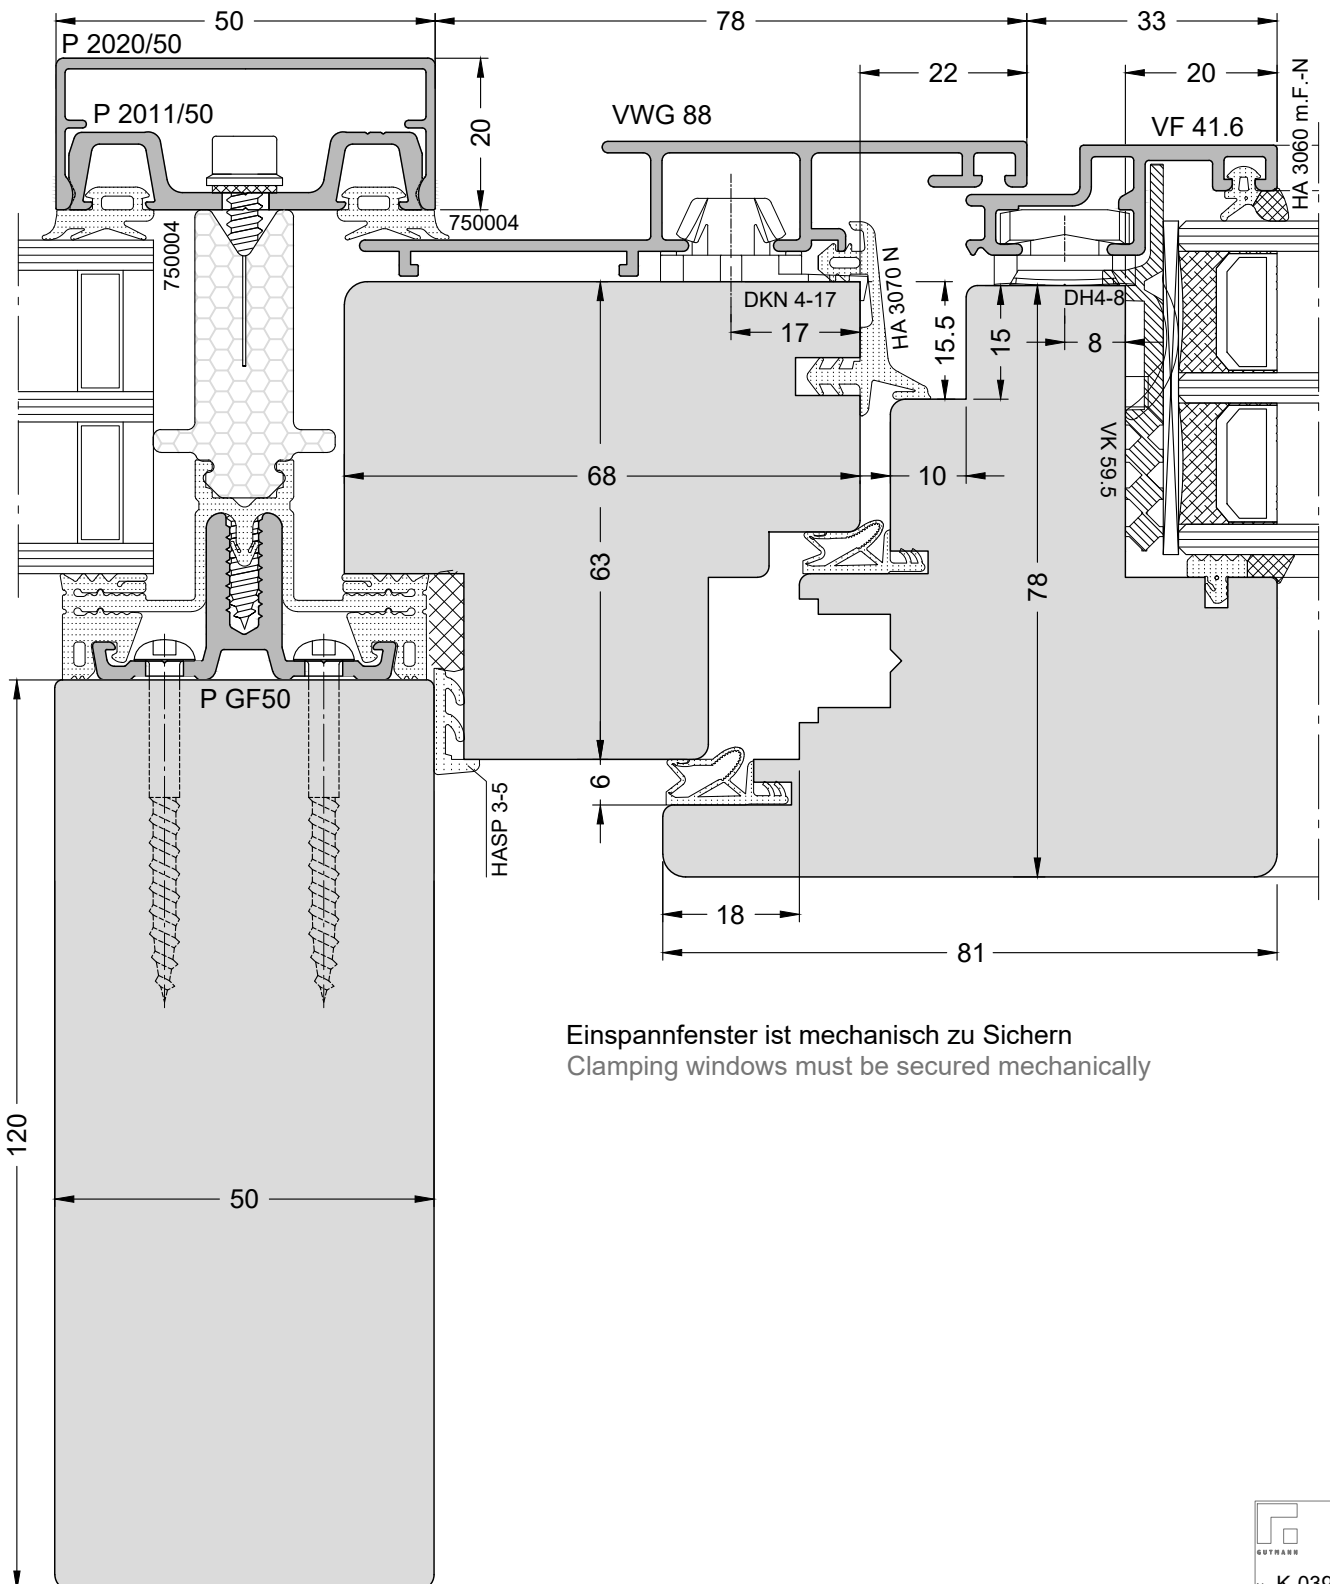 50
78
33
P 2020/50
22
20
HA 3060 m.F.-N
P 2011/50
20
VWG 88
VF 41.6
750004
750004
DKN 4-17
17
HA 3070 N
15.5
15
DH4-8
8
68
10
VK 59.5
63
78
P GF50
6
HASP 3-5
18
81
Einspannfenster ist mechanisch zu Sichern
Clamping windows must be secured mechanically
120
50
GUTMANN
K-039